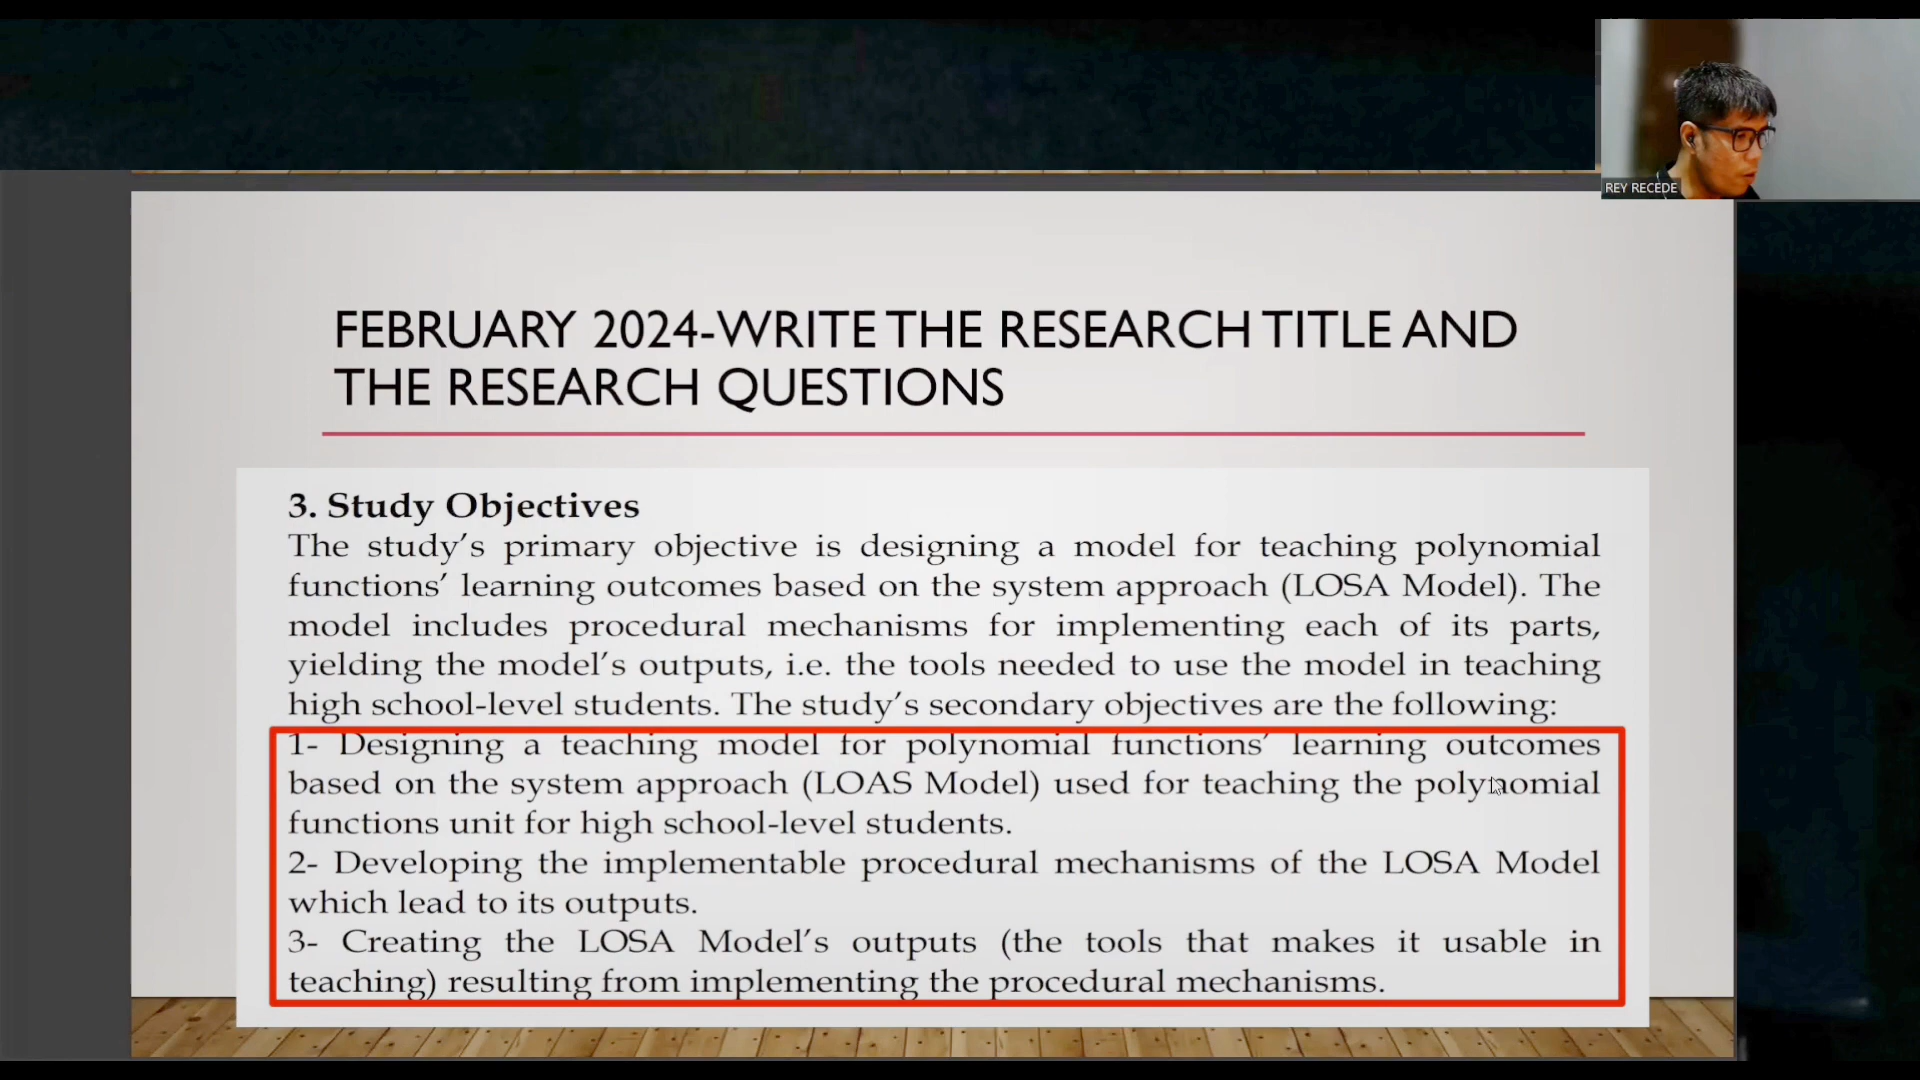 REY RECEDE
FEBRUARY 2024-WRITE THE RESEARCH TITLE AND
THE RESEARCH QUESTIONS
3. Study Objectives
The study's primary objective is designing a model for teaching polynomial
functions' learning outcomes based on the system approach (LOSA Model). The
model includes procedural mechanisms for implementing each of its parts,
yielding the model's outputs, i.e. the tools needed to use the model in teaching
high school-level students. The study's secondary objectives are the following:
1- Designing a teaching model for polynomial functions' learning outcomes
based on the system approach (LOAS Model) used for teaching the polynomial
functions unit for high school-level students.
2- Developing the implementable procedural mechanisms of the LOSA Model
which lead to its outputs.
3- Creating the LOSA Model's outputs (the tools that makes it usable in
teaching) resulting from implementing the procedural mechanisms.